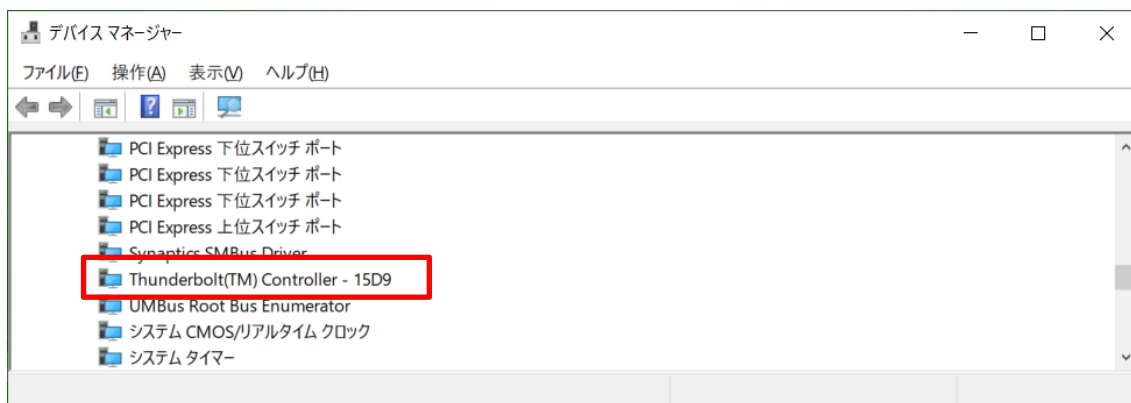 デバイス マネージャー
ファイル(F) 操作(A) 表示(V) ヘルプ(H)
PCI Express 下位スイッチ ポート
PCI Express 下位スイッチ ポート
PCI Express 下位スイッチ ポート
PCI Express 上位スイッチ ポート
Synaptics SMBus Driver
Thunderbolt(TM) Controller - 15D9
UMBus Root Bus Enumerator
システム CMOS/リアルタイム クロック
システム タイマー